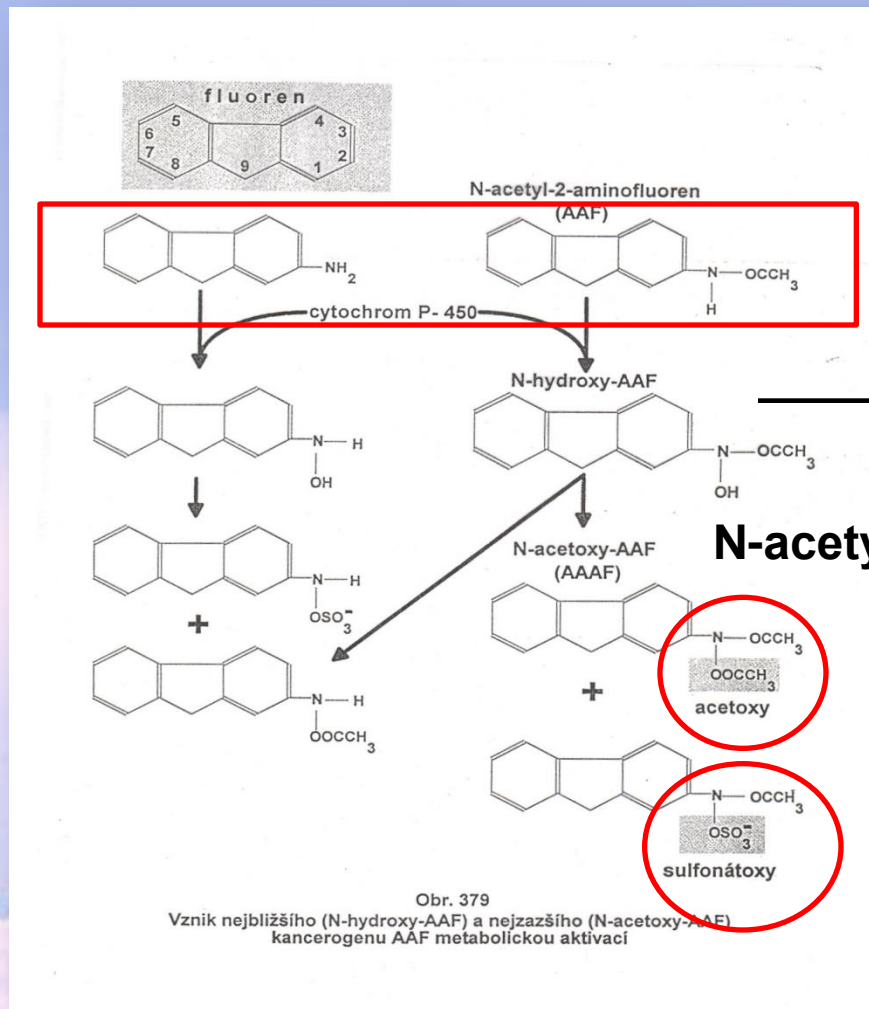 fluoren
5
4
6
3
7
2
8
9
1
N-acetyl-2-aminofluoren
(AAF)
NH2
N
OCCH3
H
cytochrom P- 450
N-hydroxy-AAF
N
H
OH
N
OCCH3
OH
N-acety
N-acetoxy-AAF
(AAAF)
N
H
OSO3-
+
N
OCCH3
OOCCH3
acetoxy
N
H
OOCCH3
+
N
OCCH3
OSO3-
sulfonátoxy
Obr. 379
Vznik nejbližšího (N-hydroxy-AAF) a nejzazšího (N-acetoxy-AAF)
kancerogenu AAF metabolickou aktivací